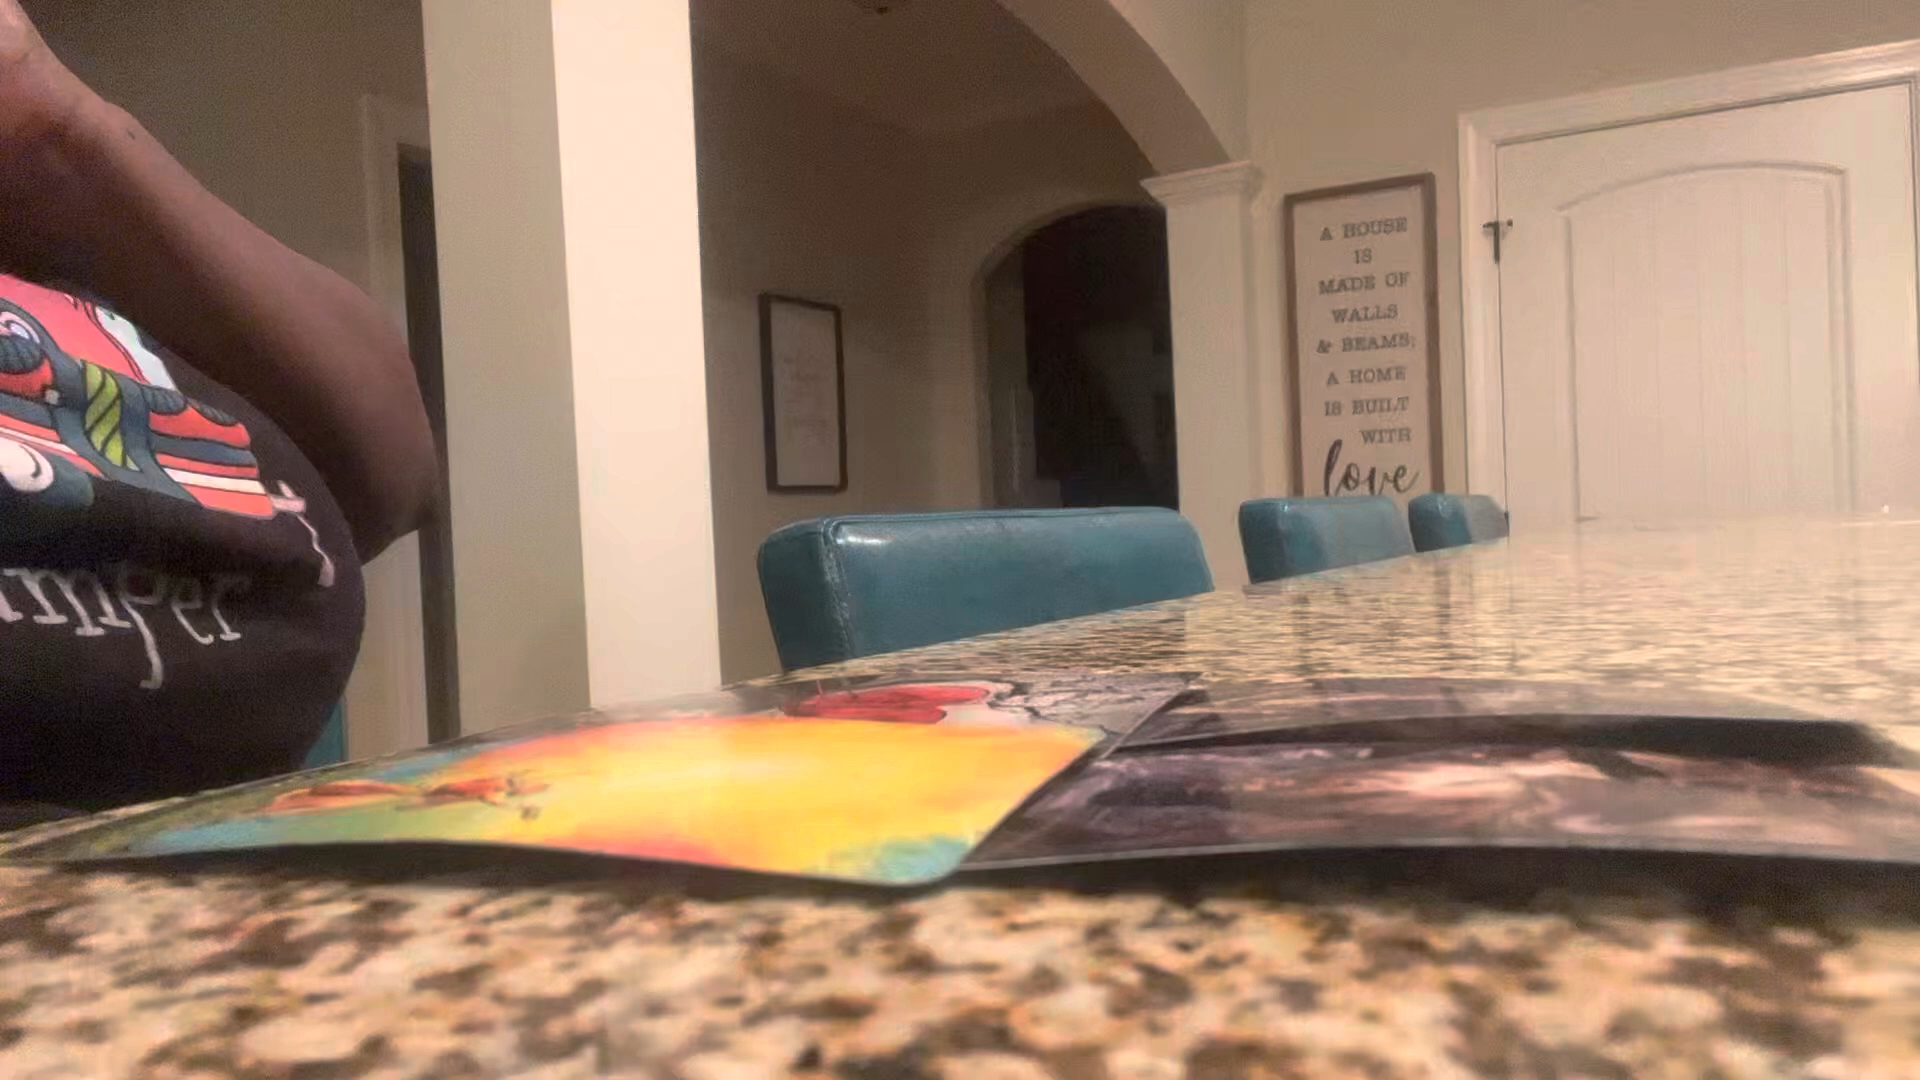 A HOUSE
IS
MADE OF
WALLS
& BEAMS;
A HOME
IS BUILT
WITH
love